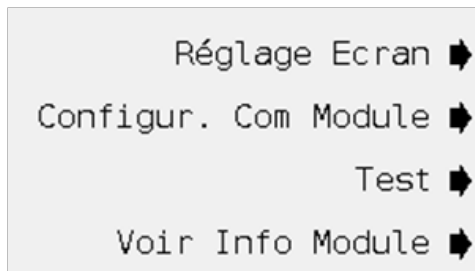 Réglage Ecran
Configur. Com Module
Test
Voir Info Module